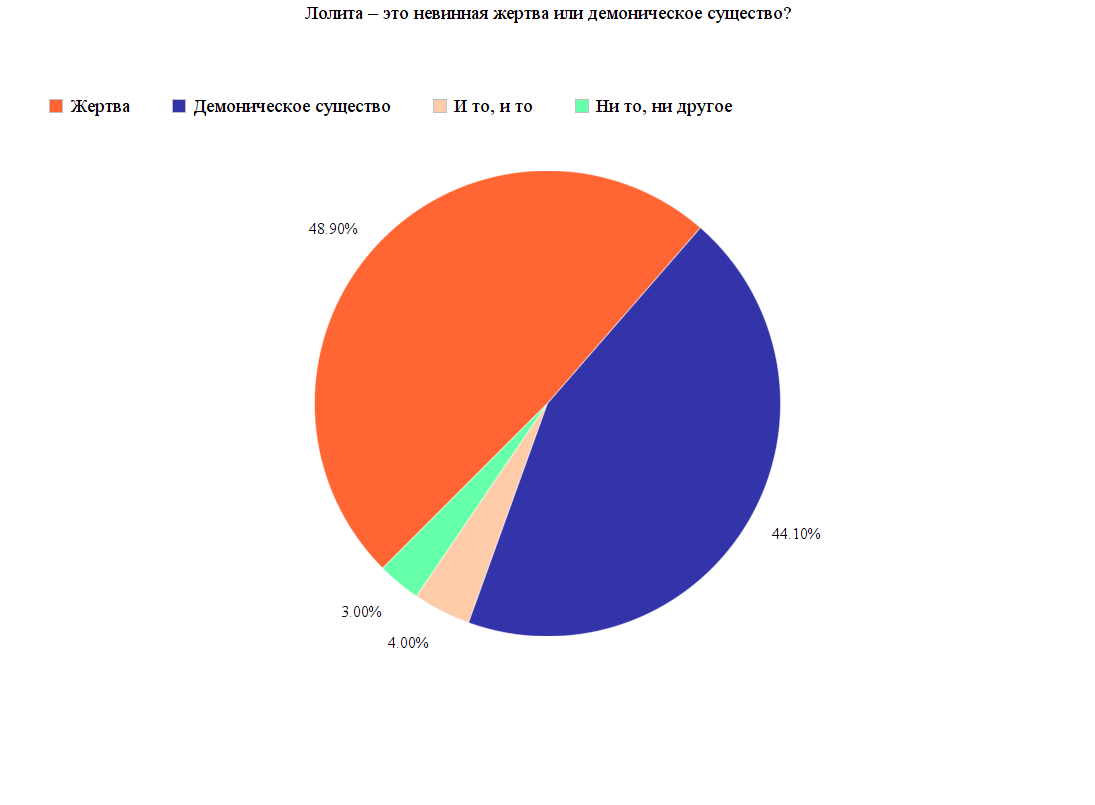 Лолита – это невинная жертва или демоническое существо?
Жертва Демоническое существо И то, и то Ни то, ни другое
48.90%
44.10%
3.00%
4.00%